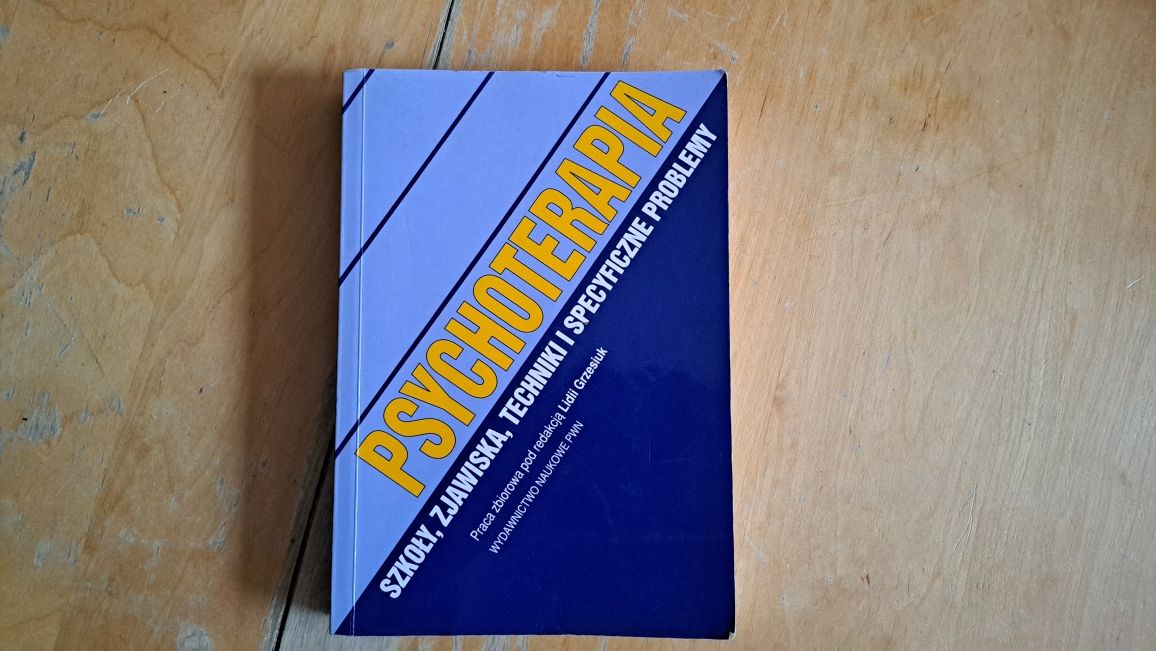 PSYCHOTERAPIA
SZKOŁY, ZJAWISKA, TECHNIKI I SPECYFICZNE PROBLEMY
Praca zbiorowa pod redakcją Lidii Grzesiuk
WYDAWNICTWO NAUKOWE PWN